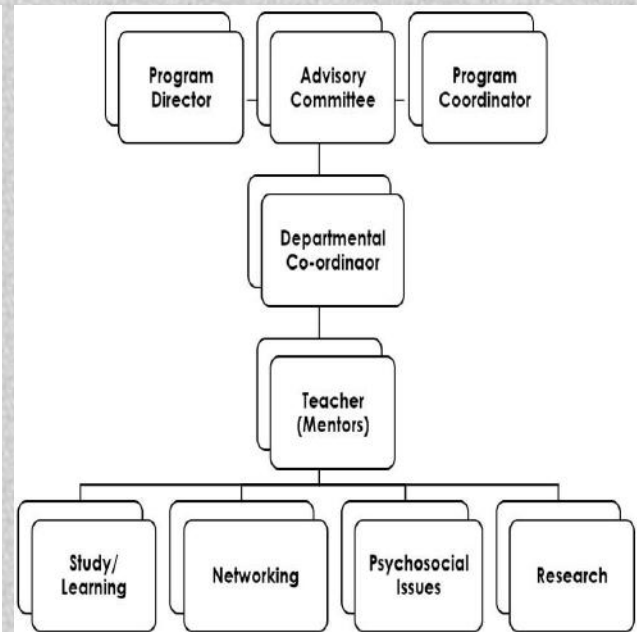 Program
Director
Advisory
Committee
Program
Coordinator
Departmental
Co-ordinaor
Teacher
(Mentors)
Study/
Learning
Networking
Psychosocial
Issues
Research